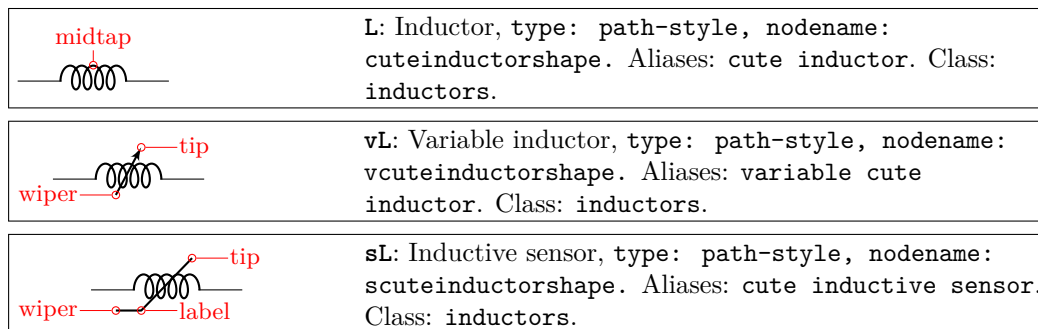 midtap
L: Inductor, type: path-style, nodename:
cuteinductorshape. Aliases: cute inductor. Class:
inductors.
tip
wiper
vL: Variable inductor, type: path-style, nodename:
vcuteinductorshape. Aliases: variable cute
inductor. Class: inductors.
tip
wiper label
sL: Inductive sensor, type: path-style, nodename:
scuteinductorshape. Aliases: cute inductive sensor.
Class: inductors.